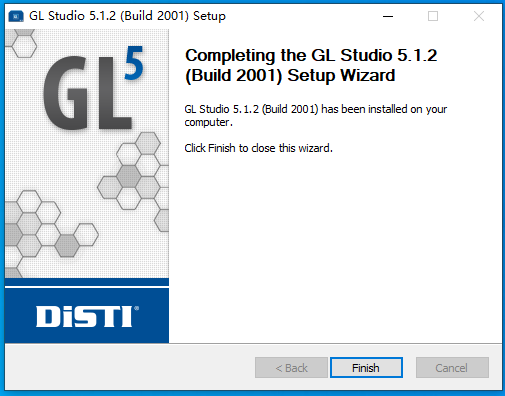 GL Studio 5.1.2 (Build 2001) Setup
GL5
Completing the GL Studio 5.1.2
(Build 2001) Setup Wizard
GL Studio 5.1.2 (Build 2001) has been installed on your
computer.
Click Finish to close this wizard.
DiSTI®
< Back
Finish
Cancel